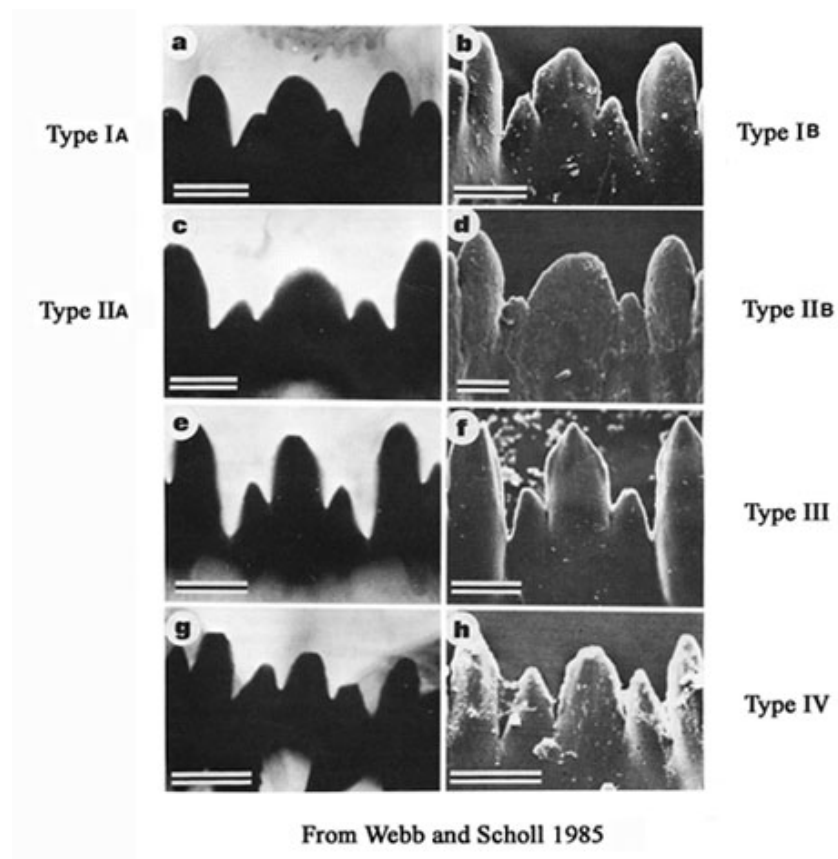 a b
Type IA Type IB
c d
Type IIA Type IIB
e f
Type III
g h
Type IV
From Webb and Scholl 1985